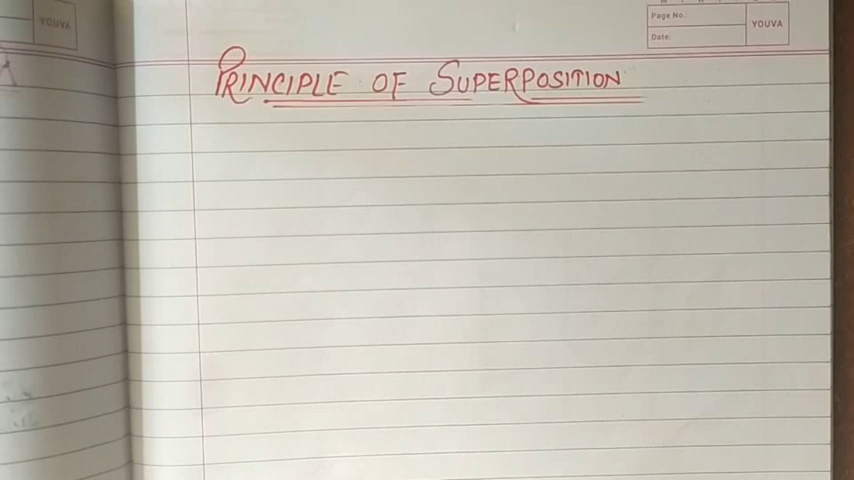 YOUVA
Page No.:
YOUVA
Date:
PRINCIPLE OF SUPERPOSITION